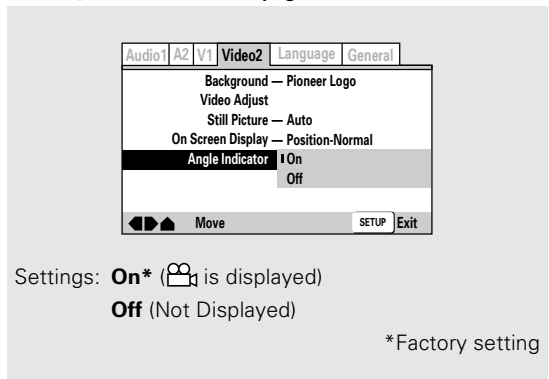 Audio1 A2 V1 Video2 Language General
Background — Pioneer Logo
Video Adjust
Still Picture — Auto
On Screen Display — Position-Normal
Angle Indicator On
Off
Move SETUP Exit
Settings: On* ( is displayed)
Off (Not Displayed)
*Factory setting